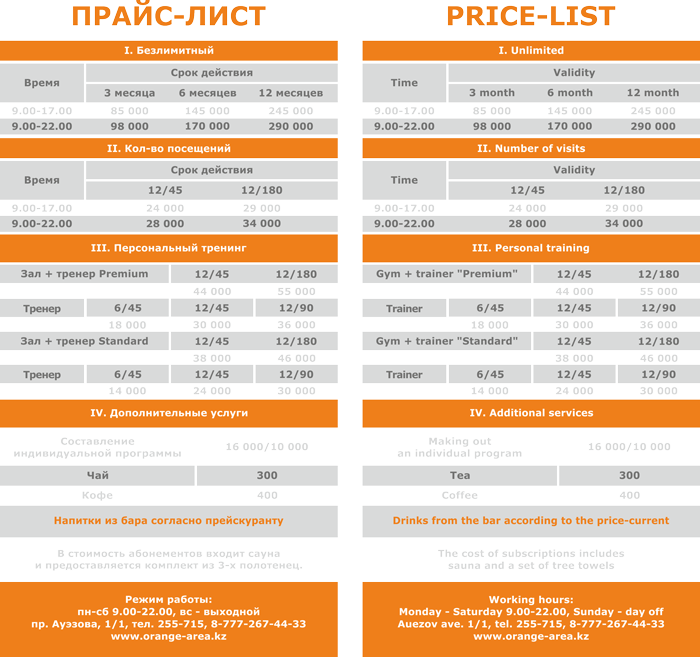 ПРАЙС-ЛИСТ
I. Безлимитный
Время
Срок действия
3 месяца 6 месяцев 12 месяцев
9.00-17.00 85 000 145 000 245 000
9.00-22.00 98 000 170 000 290 000
II. Кол-во посещений
Время
Срок действия
12/45 12/180
9.00-17.00 24 000 29 000
9.00-22.00 28 000 34 000
III. Персональный тренинг
Зал + тренер Premium 12/45 12/180
44 000 55 000
Тренер 6/45 12/45 12/90
18 000 30 000 36 000
Зал + тренер Standard 12/45 12/180
38 000 46 000
Тренер 6/45 12/45 12/90
14 000 24 000 30 000
IV. Дополнительные услуги
Составление
индивидуальной программы
16 000/10 000
Чай 300
Кофе 400
Напитки из бара согласно прейскуранту
В стоимость абонементов входит сауна
и предоставляется комплект из 3-х полотенец.
Режим работы:
пн-сб 9.00-22.00, вс - выходной
пр. Ауэзова, 1/1, тел. 255-715, 8-777-267-44-33
www.orange-area.kz
PRICE-LIST
I. Unlimited
Time
Validity
3 month 6 month 12 month
9.00-17.00 85 000 145 000 245 000
9.00-22.00 98 000 170 000 290 000
II. Number of visits
Time
Validity
12/45 12/180
9.00-17.00 24 000 29 000
9.00-22.00 28 000 34 000
III. Personal training
Gym + trainer "Premium" 12/45 12/180
44 000 55 000
Trainer 6/45 12/45 12/90
18 000 30 000 36 000
Gym + trainer "Standard" 12/45 12/180
38 000 46 000
Trainer 6/45 12/45 12/90
14 000 24 000 30 000
IV. Additional services
Making out
an individual program
16 000/10 000
Tea 300
Coffee 400
Drinks from the bar according to the price-current
The cost of subscriptions includes
sauna and a set of tree towels
Working hours:
Monday - Saturday 9.00-22.00, Sunday - day off
Auezov ave. 1/1, tel. 255-715, 8-777-267-44-33
www.orange-area.kz